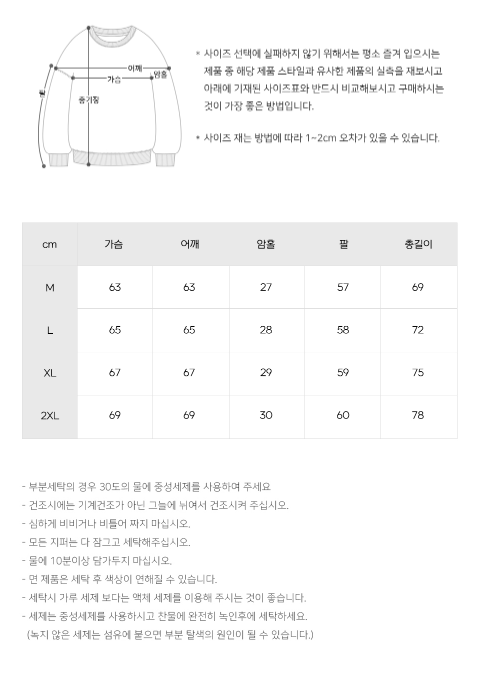 어깨
암홀
가슴
팔
총기장
• 사이즈 선택에 실패하지 않기 위해서는 평소 즐겨 입으시는
제품 중 해당 제품 스타일과 유사한 제품의 실측을 재보시고
아래에 기재된 사이즈표와 반드시 비교해보시고 구매하시는
것이 가장 좋은 방법입니다.
• 사이즈 재는 방법에 따라 1~2cm 오차가 있을 수 있습니다.
cm 가슴 어깨 암홀 팔 총길이
M 63 63 27 57 69
L 65 65 28 58 72
XL 67 67 29 59 75
2XL 69 69 30 60 78
- 부분세탁의 경우 30도의 물에 중성세제를 사용하여 주세요
- 건조시에는 기계건조가 아닌 그늘에 뉘여서 건조시켜 주십시오.
- 심하게 비비거나 비틀어 짜지 마십시오.
- 모든 지퍼는 다 잠그고 세탁해주십시오.
- 물에 10분이상 담가두지 마십시오.
- 면 제품은 세탁 후 색상이 연해질 수 있습니다.
- 세탁시 가루 세제 보다는 액체 세제를 이용해 주시는 것이 좋습니다.
- 세제는 중성세제를 사용하시고 찬물에 완전히 녹인후에 세탁하세요.
(녹지 않은 세제는 섬유에 붙으면 부분 탈색의 원인이 될 수 있습니다.)